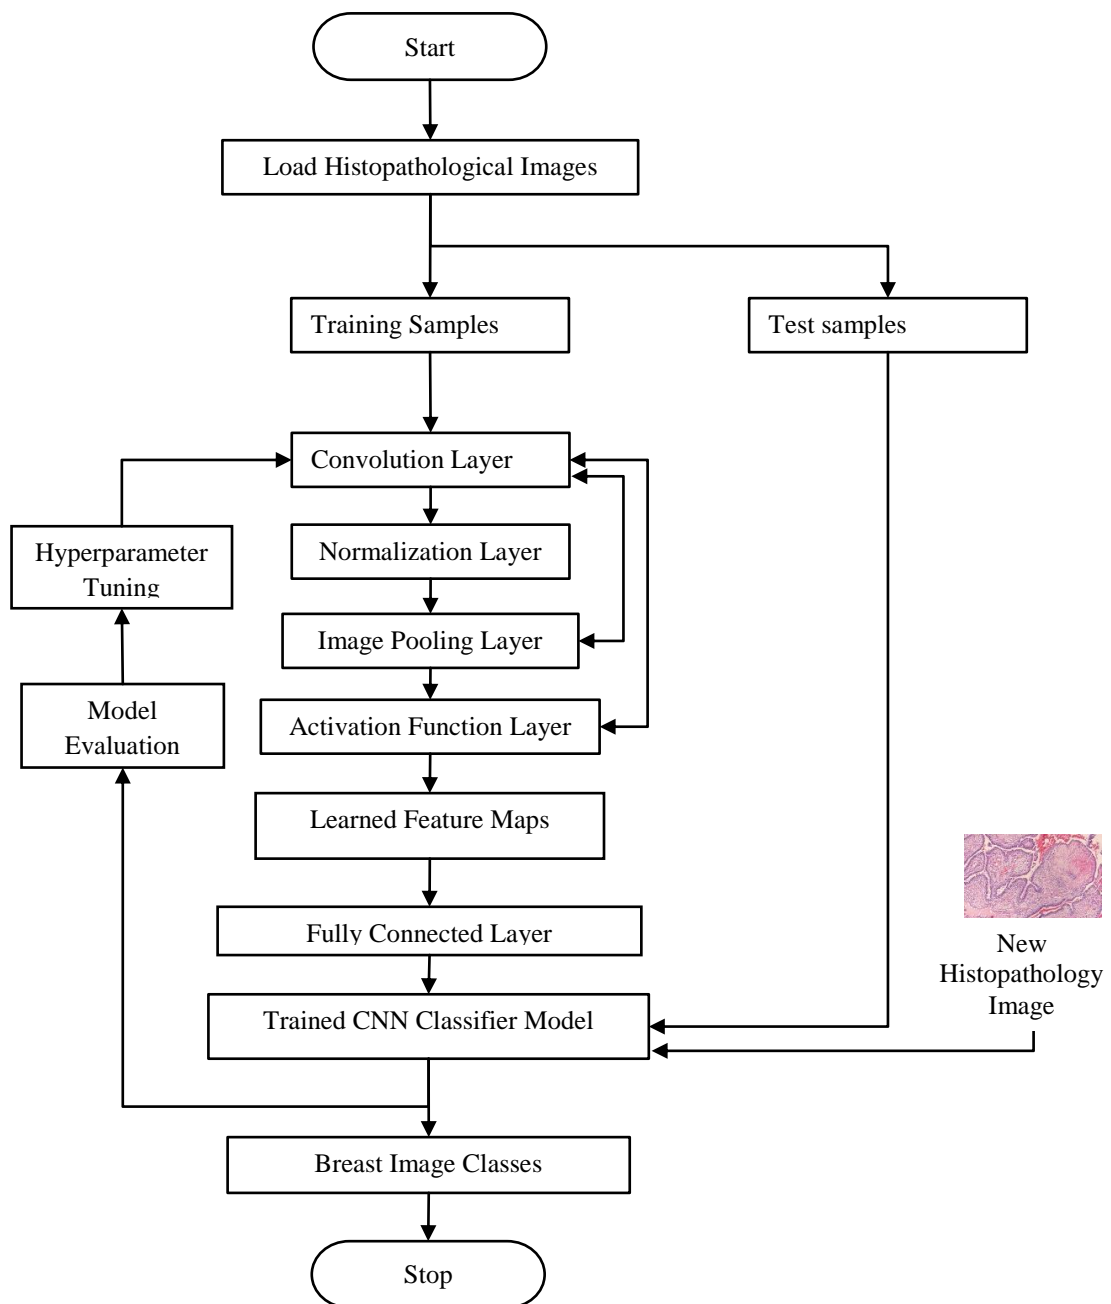 Start
Load Histopathological Images
Training Samples
Test samples
Convolution Layer
Normalization Layer
Hyperparameter
Tuning
Image Pooling Layer
Model
Evaluation
Activation Function Layer
Learned Feature Maps
Fully Connected Layer
New
Histopathology
Image
Trained CNN Classifier Model
Breast Image Classes
Stop